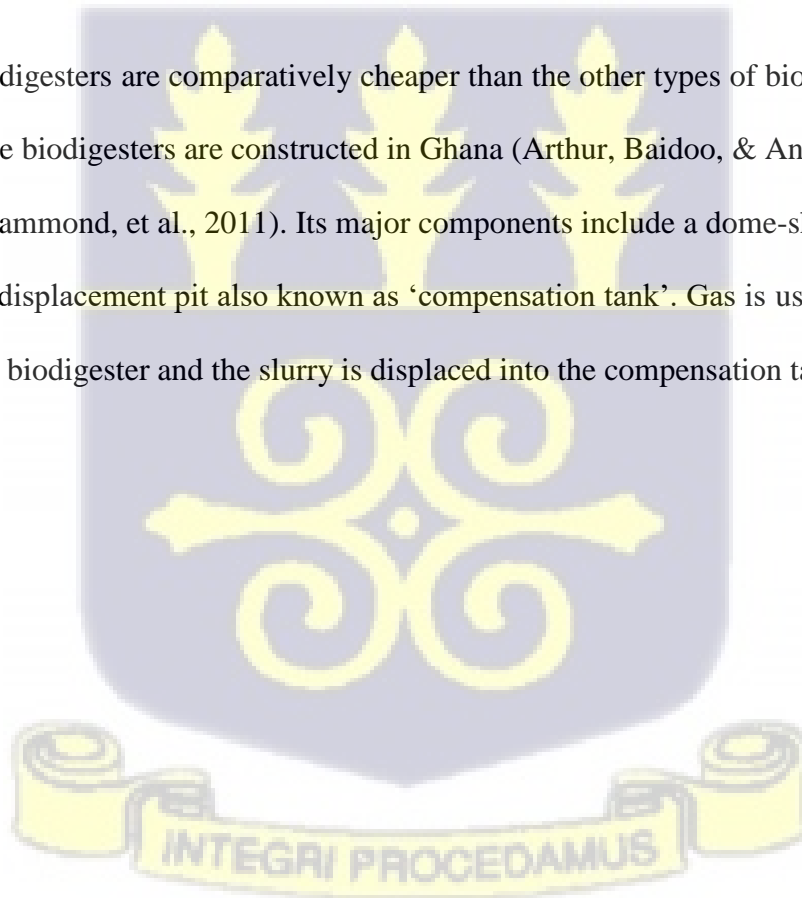 digesters are comparatively cheaper than the other types of bio
e biodigesters are constructed in Ghana (Arthur, Baidoo, & An
ammond, et al., 2011). Its major components include a dome-s
displacement pit also known as ‘compensation tank’. Gas is us
biodigester and the slurry is displaced into the compensation ta
INTEGRI PROCEDAMUS